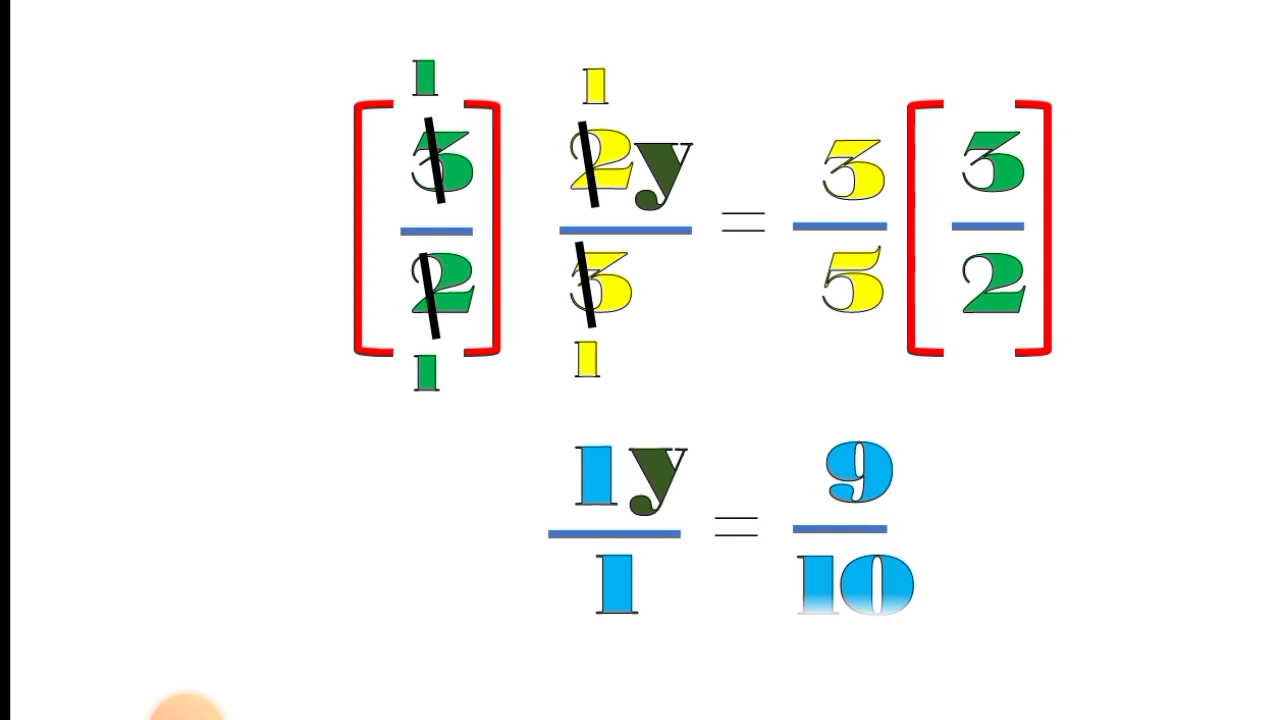 1 1
[3/2] 2y/3 = 3/5 [3/2]
1 1
1y/1 = 9/10